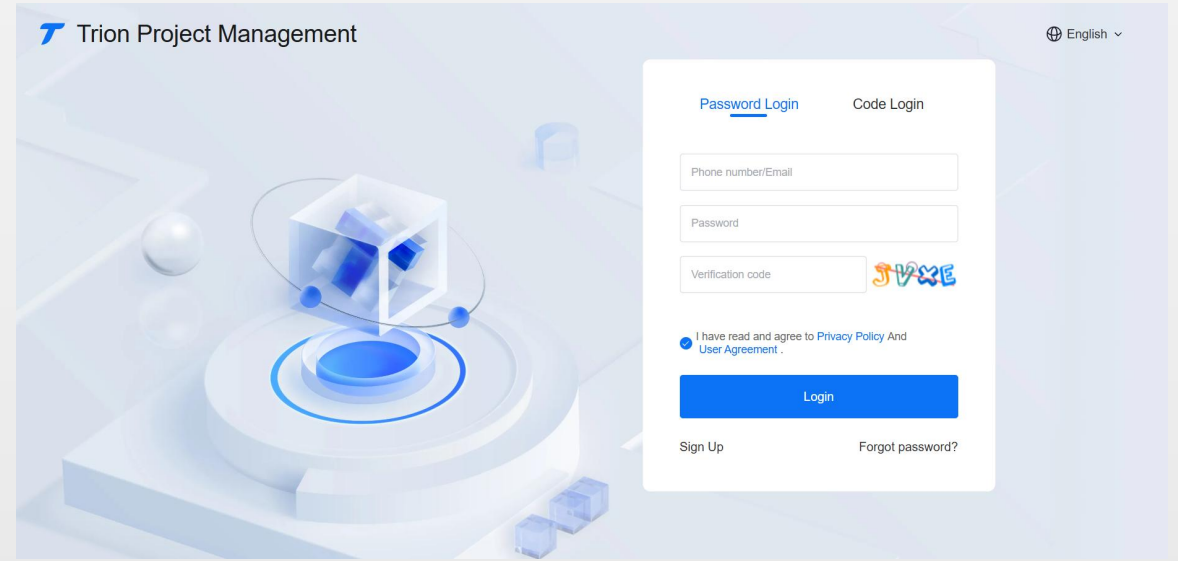 Trion Project Management
English
Password Login
Code Login
Phone number/Email
Password
Verification code
JVXE
I have read and agree to Privacy Policy And
User Agreement .
Login
Sign Up
Forgot password?